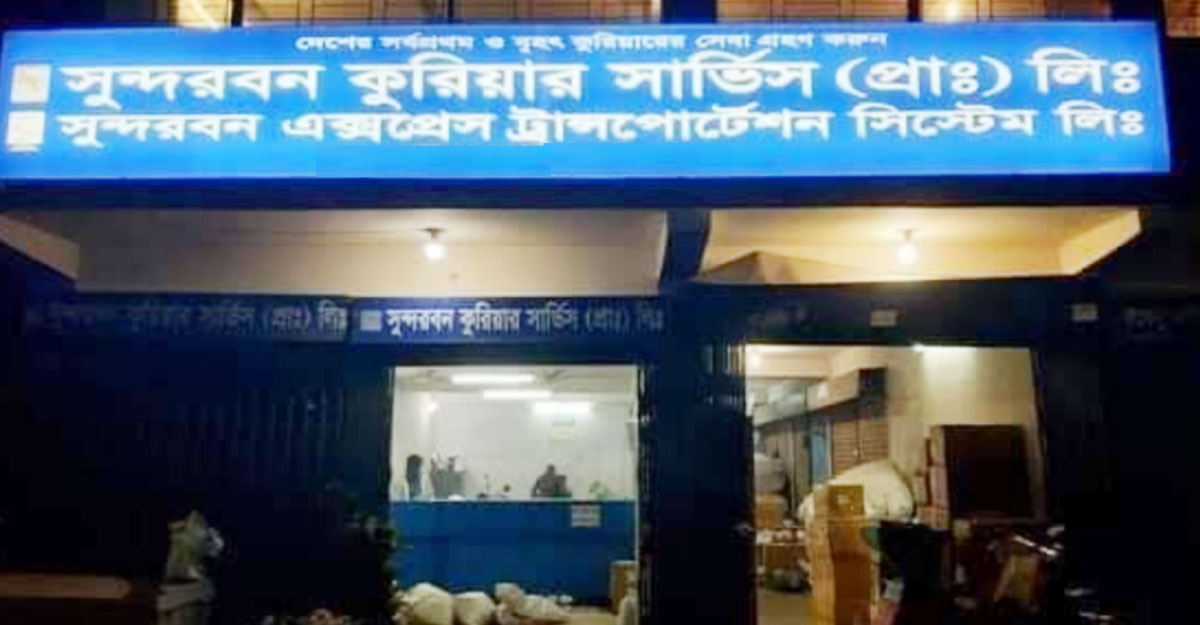 দেশের সর্বপ্রথম ও বৃহৎ কুরিয়ারের সেবা গ্রহণ করুন
সুন্দরবন কুরিয়ার সার্ভিস (প্রাঃ) লিঃ
সুন্দরবন এক্সপ্রেস ট্রান্সপোর্টেশন সিস্টেম লিঃ
কুরিয়ার সার্ভিস (প্রাঃ) লিঃ
সুন্দরবন কুরিয়ার সার্ভিস (প্রাঃ) লিঃ